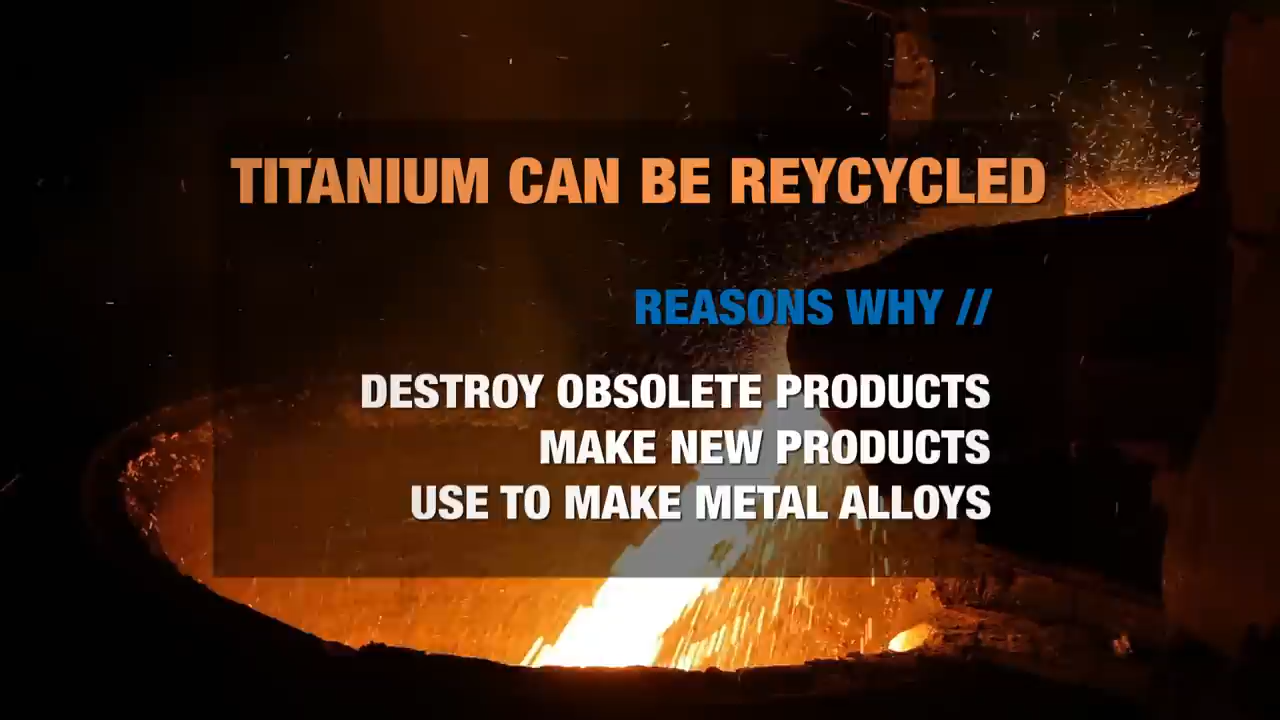 TITANIUM CAN BE REYCYCLED
REASONS WHY //
DESTROY OBSOLETE PRODUCTS
MAKE NEW PRODUCTS
USE TO MAKE METAL ALLOYS